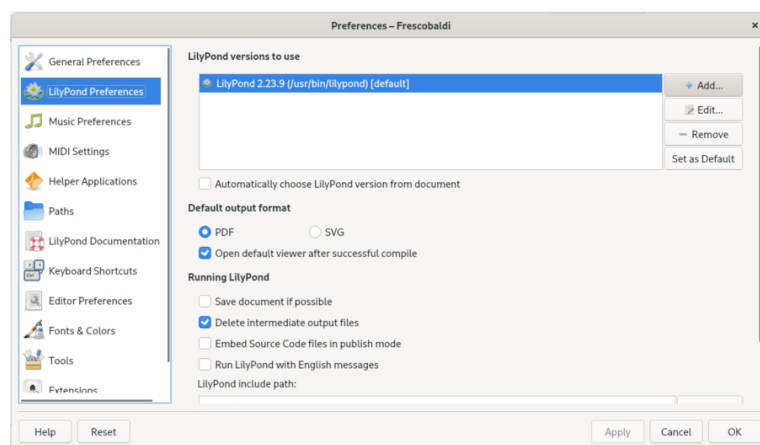 Preferences – Frescobaldi
General Preferences
LilyPond Preferences
Music Preferences
MIDI Settings
Helper Applications
Paths
LilyPond Documentation
Keyboard Shortcuts
Editor Preferences
Fonts & Colors
Tools
Extensions
LilyPond versions to use
LilyPond 2.23.9 (/usr/bin/lilypond) [default]
Add...
Edit...
Remove
Set as Default
Automatically choose LilyPond version from document
Default output format
PDF SVG
Open default viewer after successful compile
Running LilyPond
Save document if possible
Delete intermediate output files
Embed Source Code files in publish mode
Run LilyPond with English messages
LilyPond include path:
Help Reset Apply Cancel OK